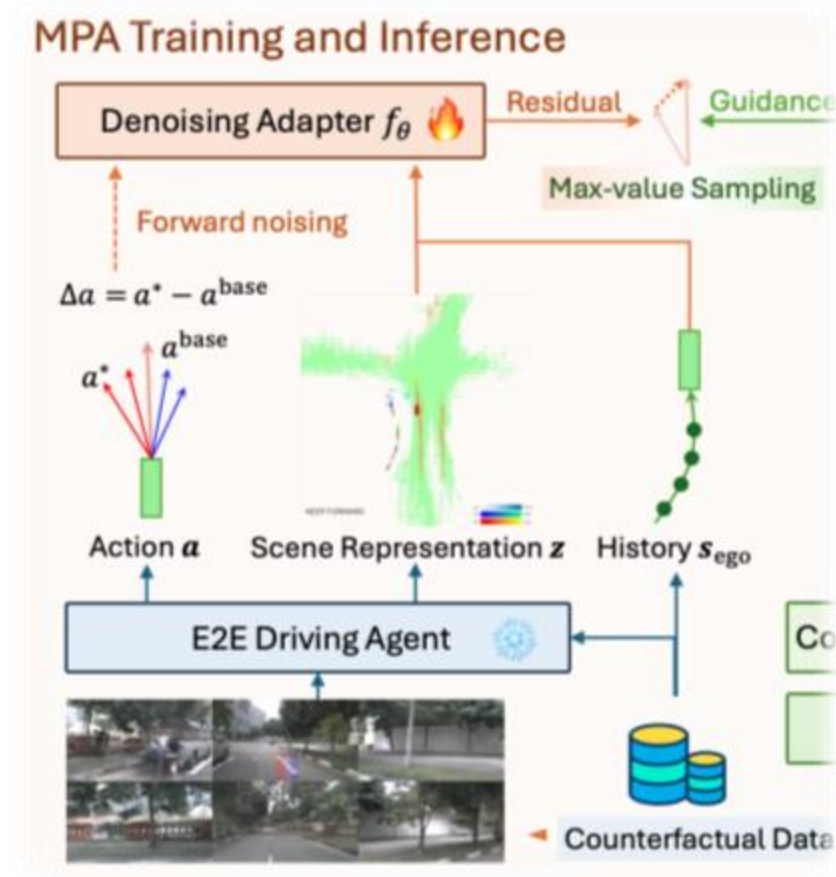 MPA Training and Inference
Denoising Adapter fθ
Residual
Guidance
Max-value Sampling
Forward noising
Δa = a* − a^base
a^base
a*
Action a
Scene Representation z
History s_ego
E2E Driving Agent
Co
Counterfactual Data